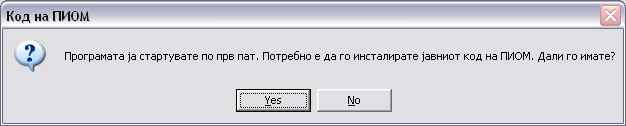 Код на ПИОМ
Програмата ја стартувате по прв пат. Потребно е да го инсталирате јавниот код на ПИОМ. Дали го имате?
Yes No